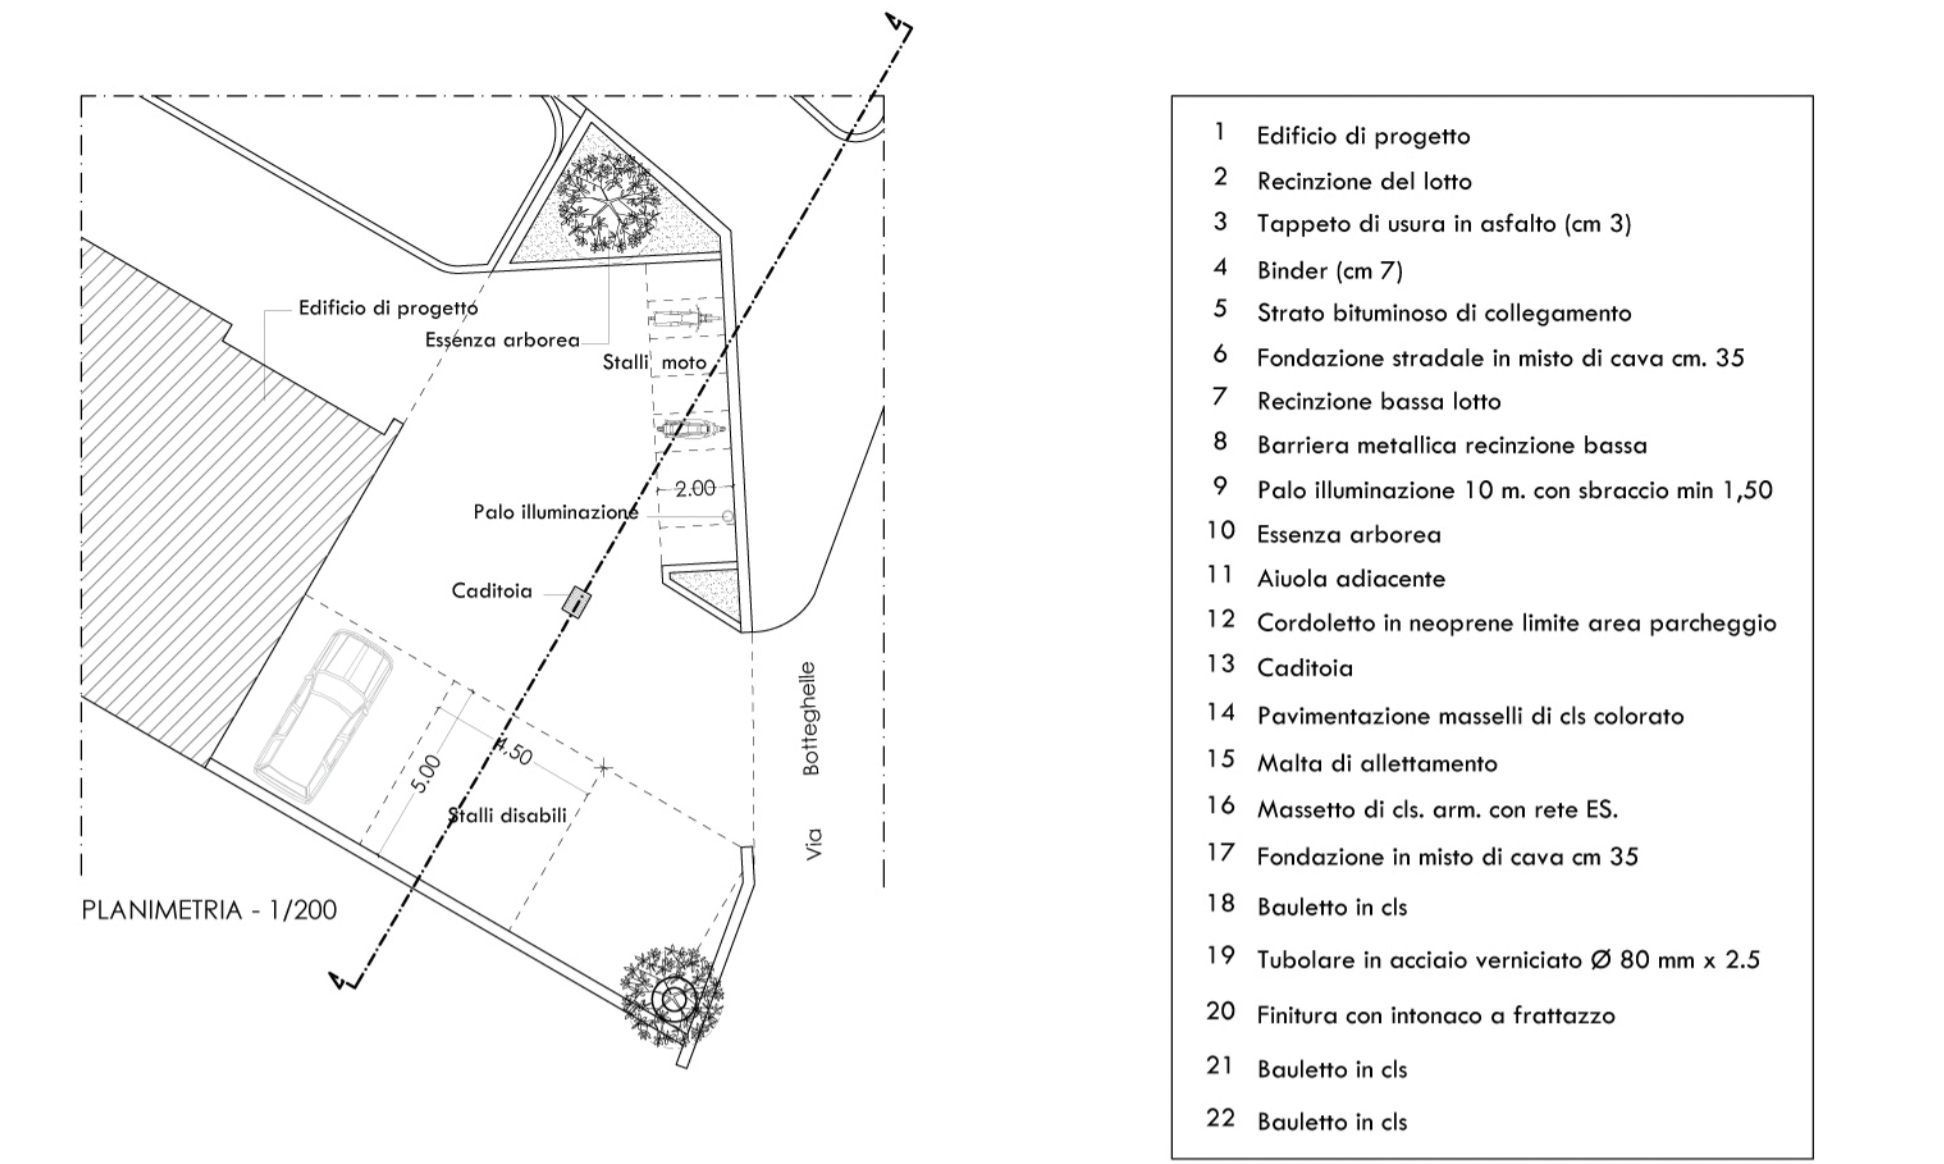 Edificio di progetto
Essenza arborea
Stalli moto
2.00
Palo illuminazione
Caditoia
Via Botteghelle
4,50
5.00
Stalli disabili
PLANIMETRIA - 1/200
1 Edificio di progetto
2 Recinzione del lotto
3 Tappeto di usura in asfalto (cm 3)
4 Binder (cm 7)
5 Strato bituminoso di collegamento
6 Fondazione stradale in misto di cava cm. 35
7 Recinzione bassa lotto
8 Barriera metallica recinzione bassa
9 Palo illuminazione 10 m. con sbraccio min 1,50
10 Essenza arborea
11 Aiuola adiacente
12 Cordoletto in neoprene limite area parcheggio
13 Caditoia
14 Pavimentazione masselli di cls colorato
15 Malta di allettamento
16 Massetto di cls. arm. con rete ES.
17 Fondazione in misto di cava cm 35
18 Bauletto in cls
19 Tubolare in acciaio verniciato Ø 80 mm x 2.5
20 Finitura con intonaco a frattazzo
21 Bauletto in cls
22 Bauletto in cls